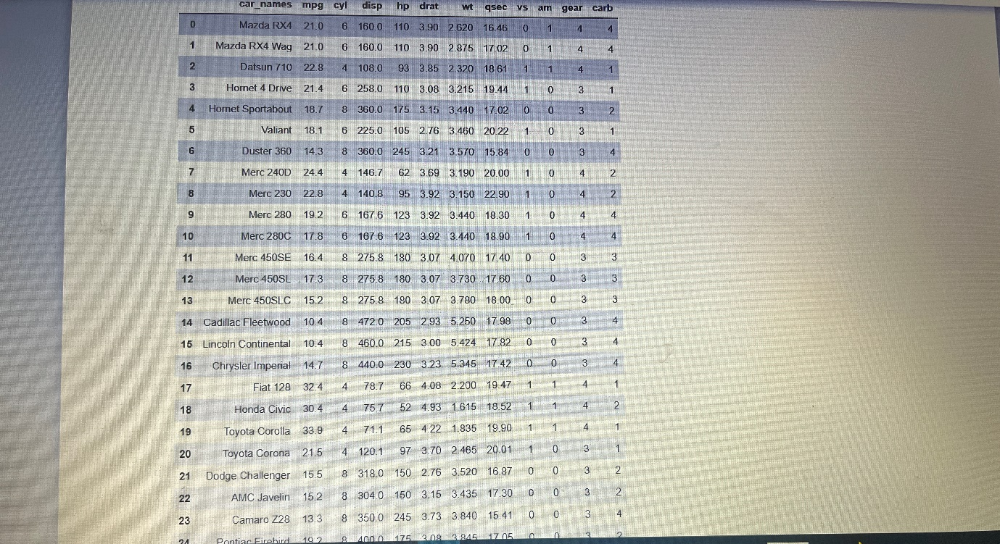 car_names mpg cyl disp hp drat wt qsec vs am gear carb
0 Mazda RX4 21.0 6 160.0 110 3.90 2.620 16.46 0 1 4 4
1 Mazda RX4 Wag 21.0 6 160.0 110 3.90 2.875 17.02 0 1 4 4
2 Datsun 710 22.8 4 108.0 93 3.85 2.320 18.61 1 1 4 1
3 Hornet 4 Drive 21.4 6 258.0 110 3.08 3.215 19.44 1 0 3 1
4 Hornet Sportabout 18.7 8 360.0 175 3.15 3.440 17.02 0 0 3 2
5 Valiant 18.1 6 225.0 105 2.76 3.460 20.22 1 0 3 1
6 Duster 360 14.3 8 360.0 245 3.21 3.570 15.84 0 0 3 4
7 Merc 240D 24.4 4 146.7 62 3.69 3.190 20.00 1 0 4 2
8 Merc 230 22.8 4 140.8 95 3.92 3.150 22.90 1 0 4 2
9 Merc 280 19.2 6 167.6 123 3.92 3.440 18.30 1 0 4 4
10 Merc 280C 17.8 6 167.6 123 3.92 3.440 18.90 1 0 4 4
11 Merc 450SE 16.4 8 275.8 180 3.07 4.070 17.40 0 0 3 3
12 Merc 450SL 17.3 8 275.8 180 3.07 3.730 17.60 0 0 3 3
13 Merc 450SLC 15.2 8 275.8 180 3.07 3.780 18.00 0 0 3 3
14 Cadillac Fleetwood 10.4 8 472.0 205 2.93 5.250 17.98 0 0 3 4
15 Lincoln Continental 10.4 8 460.0 215 3.00 5.424 17.82 0 0 3 4
16 Chrysler Imperial 14.7 8 440.0 230 3.23 5.345 17.42 0 0 3 4
17 Fiat 128 32.4 4 78.7 66 4.08 2.200 19.47 1 1 4 1
18 Honda Civic 30.4 4 75.7 52 4.93 1.615 18.52 1 1 4 2
19 Toyota Corolla 33.9 4 71.1 65 4.22 1.835 19.90 1 1 4 1
20 Toyota Corona 21.5 4 120.1 97 3.70 2.465 20.01 1 0 3 1
21 Dodge Challenger 15.5 8 318.0 150 2.76 3.520 16.87 0 0 3 2
22 AMC Javelin 15.2 8 304.0 150 3.15 3.435 17.30 0 0 3 2
23 Camaro Z28 13.3 8 350.0 245 3.73 3.840 15.41 0 0 3 4
24 Pontiac Firebird 19.2 8 400.0 175 3.08 3.845 17.05 0 0 3 2